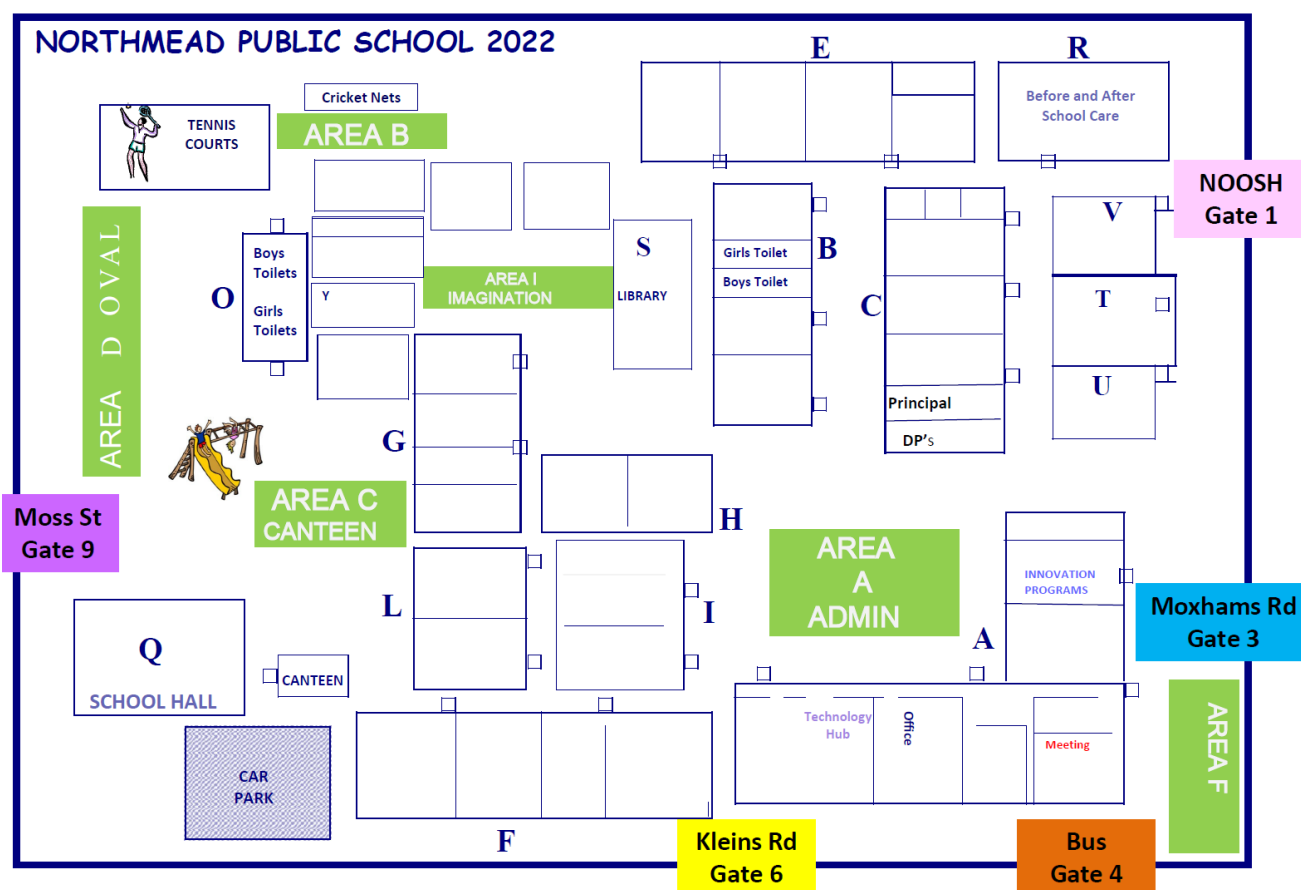 NORTHMEAD PUBLIC SCHOOL 2022
E
R
Cricket Nets
Before and After
School Care
TENNIS
COURTS
AREA B
NOOSH
Gate 1
V
S
LIBRARY
Girls Toilet
Boys Toilet
B
C
T
U
Principal
DP's
AREA D OVAL
O
Boys
Toilets
Girls
Toilets
Y
AREA I
IMAGINATION
G
AREA C
CANTEEN
H
Moss St
Gate 9
AREA
A
ADMIN
INNOVATION
PROGRAMS
Moxhams Rd
Gate 3
L
I
A
Q
SCHOOL HALL
CANTEEN
Technology
Hub
Office
Meeting
AREA F
CAR
PARK
F
Kleins Rd
Gate 6
Bus
Gate 4